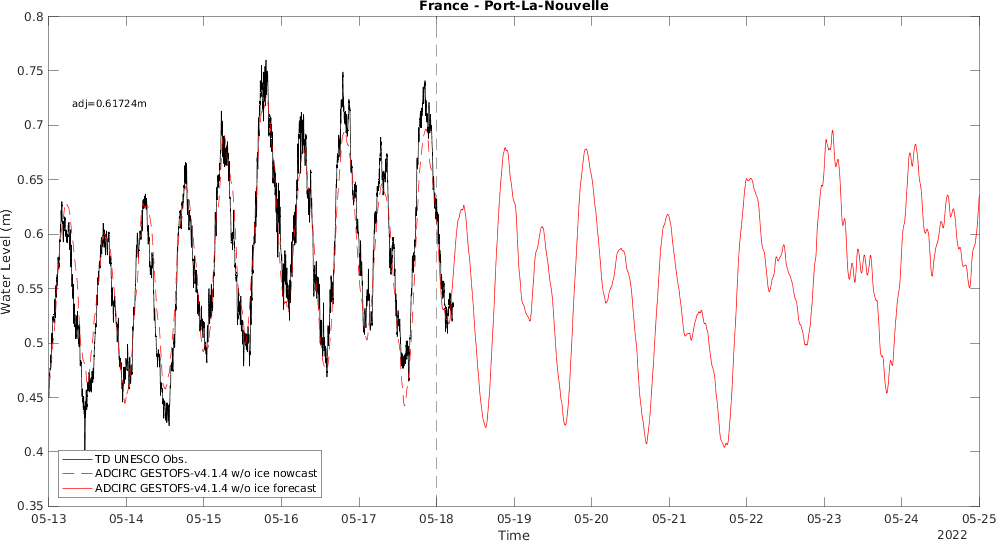 France - Port-La-Nouvelle
Water Level (m)
0.8
0.75
0.7
0.65
0.6
0.55
0.5
0.45
0.4
0.35
adj=0.61724m
TD UNESCO Obs.
ADCIRC GESTOFS-v4.1.4 w/o ice nowcast
ADCIRC GESTOFS-v4.1.4 w/o ice forecast
05-13 05-14 05-15 05-16 05-17 05-18 05-19 05-20 05-21 05-22 05-23 05-24 05-25
Time
2022